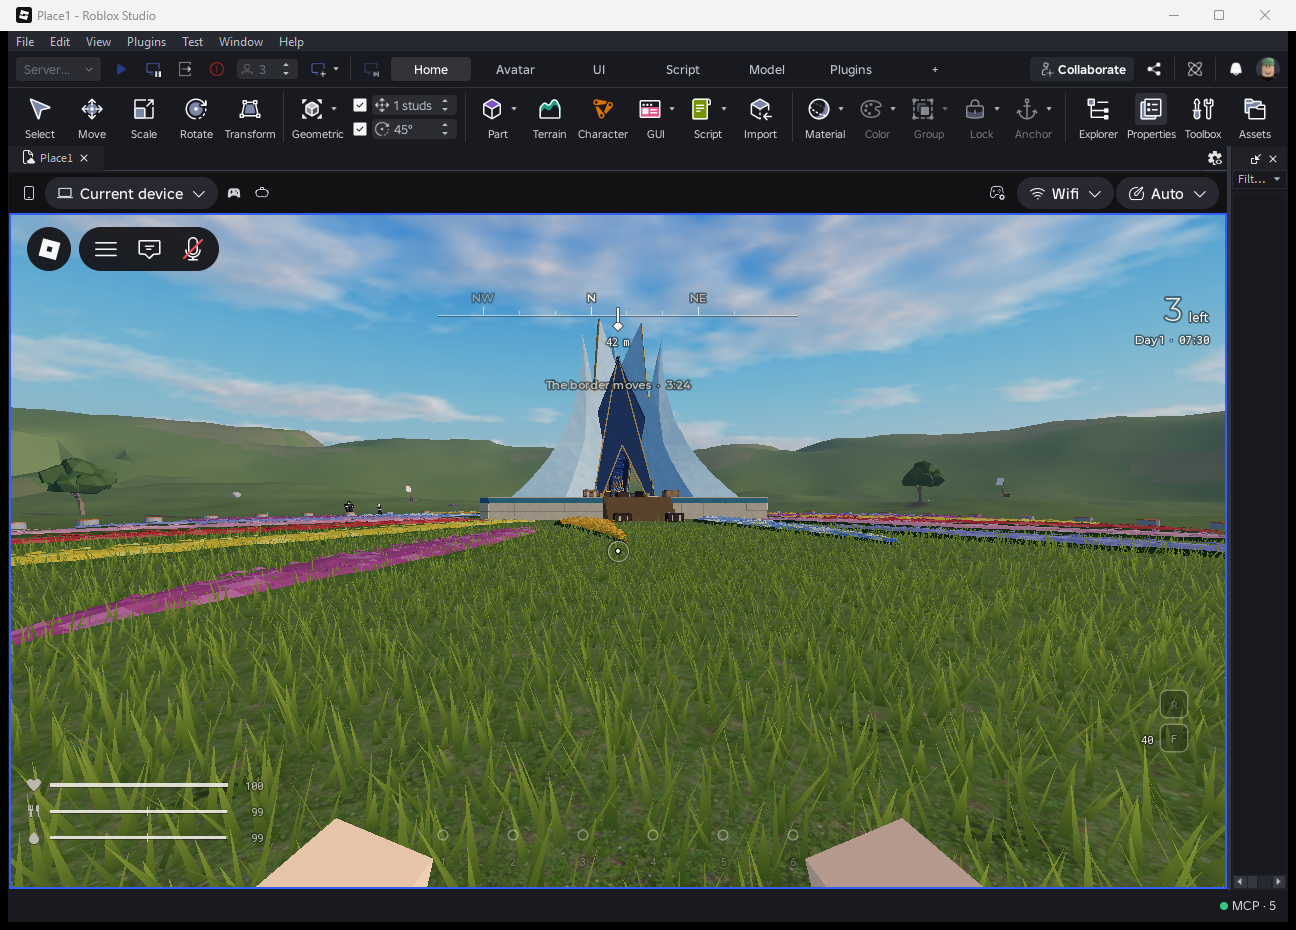 Place1 - Roblox Studio
File Edit View Plugins Test Window Help
Server... 3 Home Avatar UI Script Model Plugins + Collaborate
Select Move Scale Rotate Transform Geometric 1 studs 45° Part Terrain Character GUI Script Import Material Color Group Lock Anchor Explorer Properties Toolbox Assets
Place1
Filt...
Current device Wifi Auto
NW N NE
3 left
42 m
Day1 · 07:30
The border moves · 3:24
R
40 F
100
99
99
1 2 3 4 5 6
MCP · 5